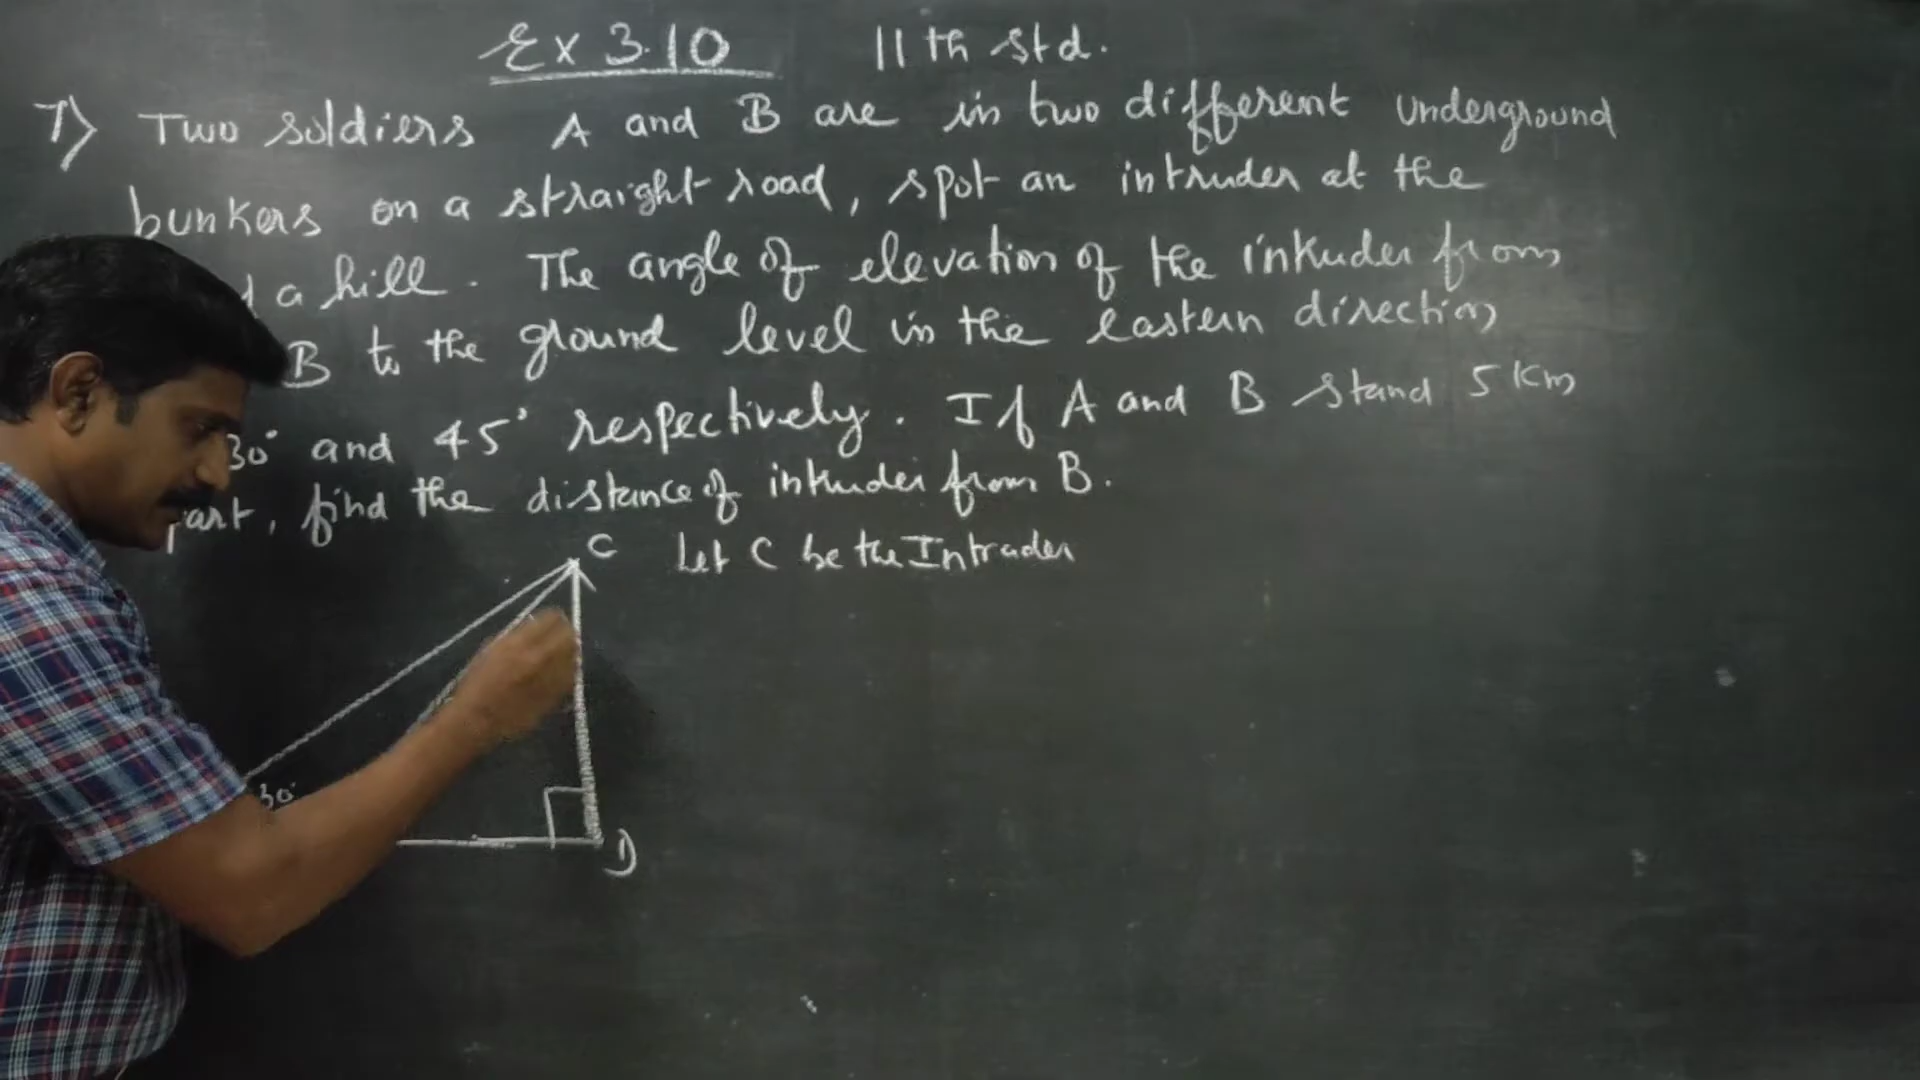 Ex 3.10 11th std.
7) Two soldiers A and B are in two different underground
bunkers on a straight road, spot an intruder at the
a hill. The angle of elevation of the intruder from
B to the ground level in the eastern direction
30° and 45° respectively. If A and B stand 5 Km
part, find the distance of intruder from B.
C Let C be the Intrader
30°
D